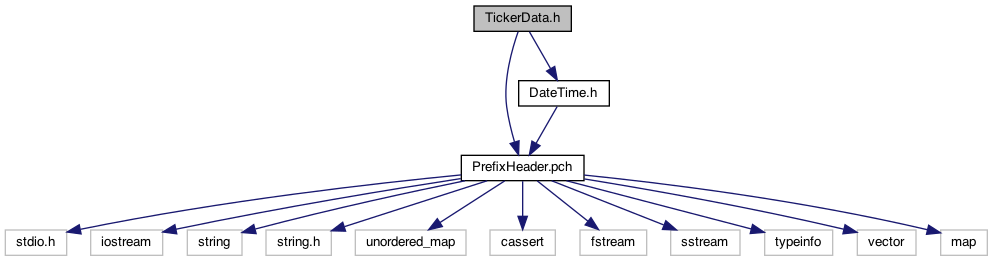 TickerData.h
DateTime.h
PrefixHeader.pch
stdio.h
iostream
string
string.h
unordered_map
cassert
fstream
sstream
typeinfo
vector
map